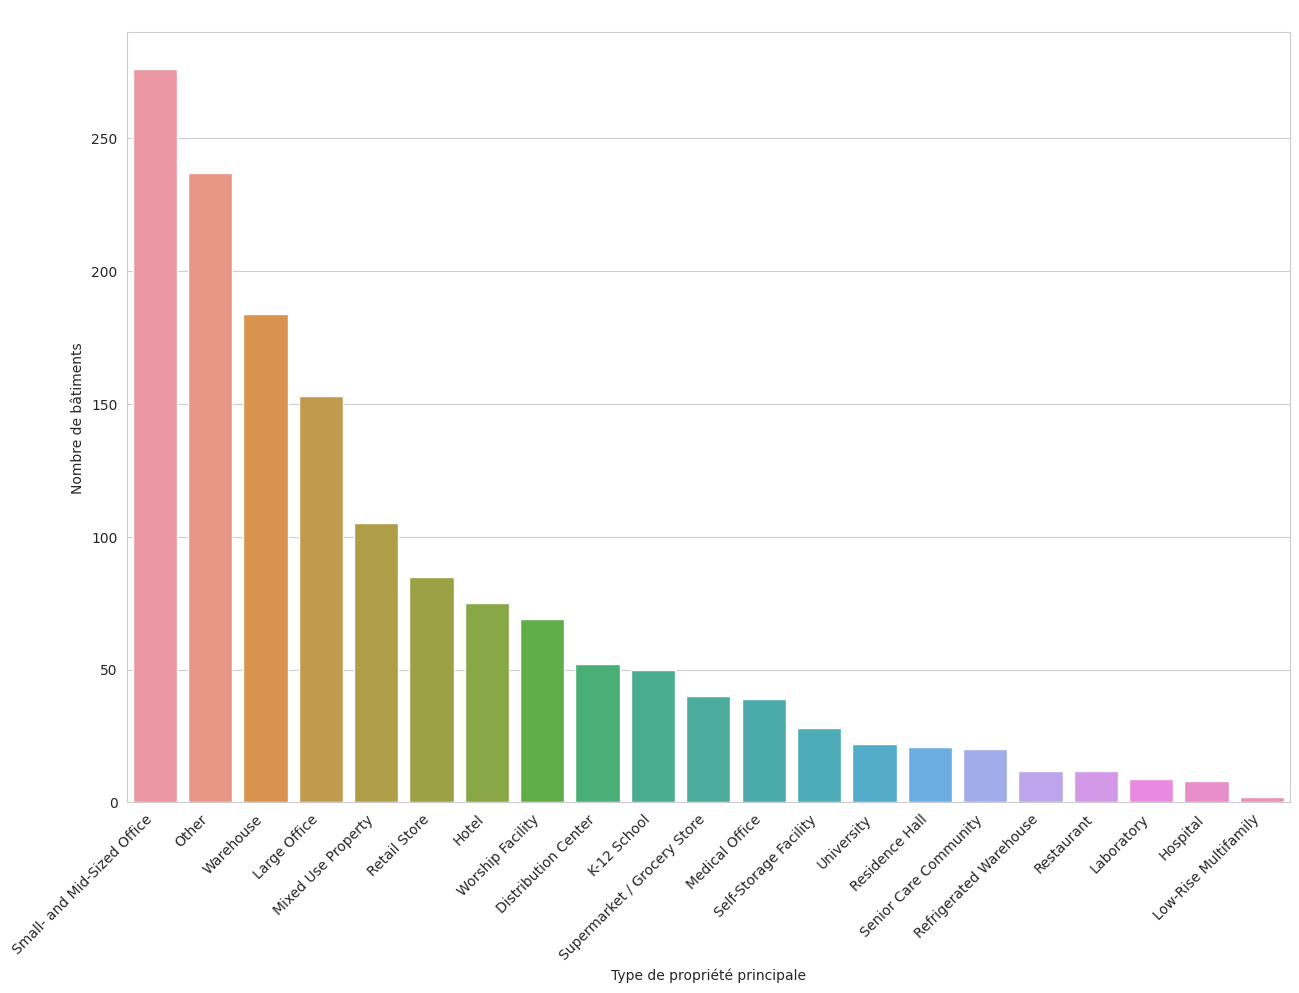 250
200
150
100
50
0
Nombre de bâtiments
Small- and Mid-Sized Office
Other
Warehouse
Large Office
Mixed Use Property
Retail Store
Hotel
Worship Facility
Distribution Center
K-12 School
Supermarket / Grocery Store
Medical Office
Self-Storage Facility
University
Residence Hall
Senior Care Community
Refrigerated Warehouse
Restaurant
Laboratory
Hospital
Low-Rise Multifamily
Type de propriété principale